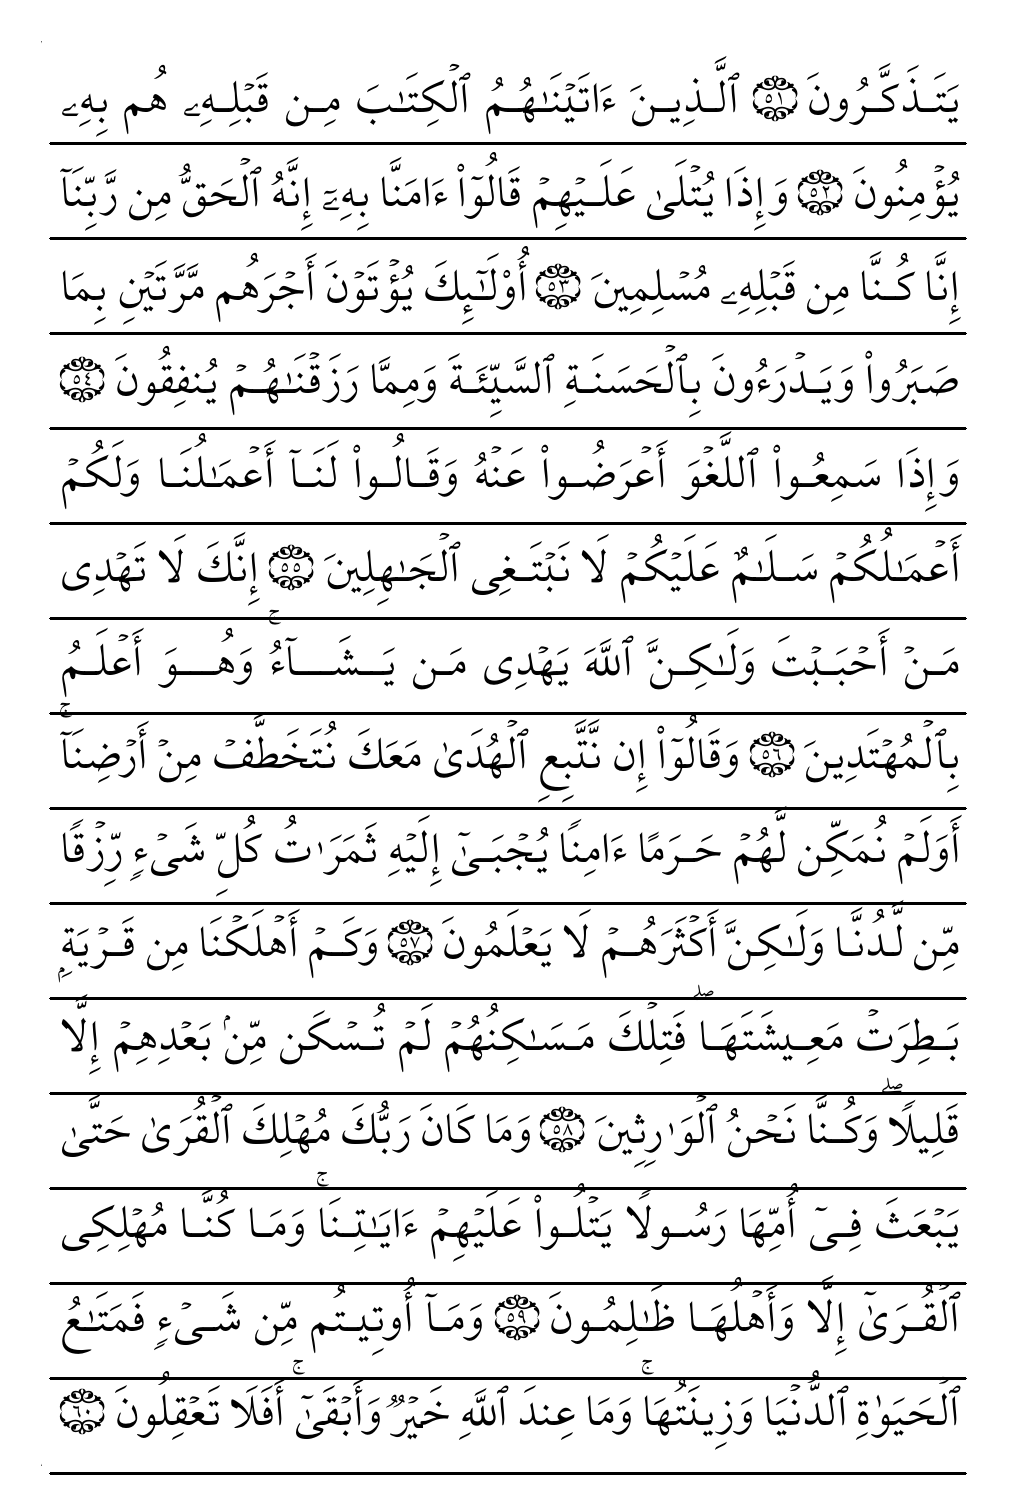 يَتَذَكَّرُونَ ۝٥١ ٱلَّذِينَ ءَاتَيۡنَٰهُمُ ٱلۡكِتَٰبَ مِن قَبۡلِهِۦ هُم بِهِۦ
يُؤۡمِنُونَ ۝٥٢ وَإِذَا يُتۡلَىٰ عَلَيۡهِمۡ قَالُوٓاْ ءَامَنَّا بِهِۦٓ إِنَّهُ ٱلۡحَقُّ مِن رَّبِّنَآ
إِنَّا كُنَّا مِن قَبۡلِهِۦ مُسۡلِمِينَ ۝٥٣ أُوْلَٰٓئِكَ يُؤۡتَوۡنَ أَجۡرَهُم مَّرَّتَيۡنِ بِمَا
صَبَرُواْ وَيَدۡرَءُونَ بِٱلۡحَسَنَةِ ٱلسَّيِّئَةَ وَمِمَّا رَزَقۡنَٰهُمۡ يُنفِقُونَ ۝٥٤
وَإِذَا سَمِعُواْ ٱللَّغۡوَ أَعۡرَضُواْ عَنۡهُ وَقَالُواْ لَنَآ أَعۡمَٰلُنَا وَلَكُمۡ
أَعۡمَٰلُكُمۡ سَلَٰمٌ عَلَيۡكُمۡ لَا نَبۡتَغِي ٱلۡجَٰهِلِينَ ۝٥٥ إِنَّكَ لَا تَهۡدِي
مَنۡ أَحۡبَبۡتَ وَلَٰكِنَّ ٱللَّهَ يَهۡدِي مَن يَشَآءُۚ وَهُوَ أَعۡلَمُ
بِٱلۡمُهۡتَدِينَ ۝٥٦ وَقَالُوٓاْ إِن نَّتَّبِعِ ٱلۡهُدَىٰ مَعَكَ نُتَخَطَّفۡ مِنۡ أَرۡضِنَآۚ
أَوَلَمۡ نُمَكِّن لَّهُمۡ حَرَمًا ءَامِنٗا يُجۡبَىٰٓ إِلَيۡهِ ثَمَرَٰتُ كُلِّ شَيۡءٖ رِّزۡقٗا
مِّن لَّدُنَّا وَلَٰكِنَّ أَكۡثَرَهُمۡ لَا يَعۡلَمُونَ ۝٥٧ وَكَمۡ أَهۡلَكۡنَا مِن قَرۡيَةِۭ
بَطِرَتۡ مَعِيشَتَهَاۖ فَتِلۡكَ مَسَٰكِنُهُمۡ لَمۡ تُسۡكَن مِّنۢ بَعۡدِهِمۡ إِلَّا
قَلِيلٗاۖ وَكُنَّا نَحۡنُ ٱلۡوَٰرِثِينَ ۝٥٨ وَمَا كَانَ رَبُّكَ مُهۡلِكَ ٱلۡقُرَىٰ حَتَّىٰ
يَبۡعَثَ فِيٓ أُمِّهَا رَسُولٗا يَتۡلُواْ عَلَيۡهِمۡ ءَايَٰتِنَاۚ وَمَا كُنَّا مُهۡلِكِي
ٱلۡقُرَىٰٓ إِلَّا وَأَهۡلُهَا ظَٰلِمُونَ ۝٥٩ وَمَآ أُوتِيتُم مِّن شَيۡءٖ فَمَتَٰعُ
ٱلۡحَيَوٰةِ ٱلدُّنۡيَا وَزِينَتُهَاۚ وَمَا عِندَ ٱللَّهِ خَيۡرٞ وَأَبۡقَىٰٓۚ أَفَلَا تَعۡقِلُونَ ۝٦٠